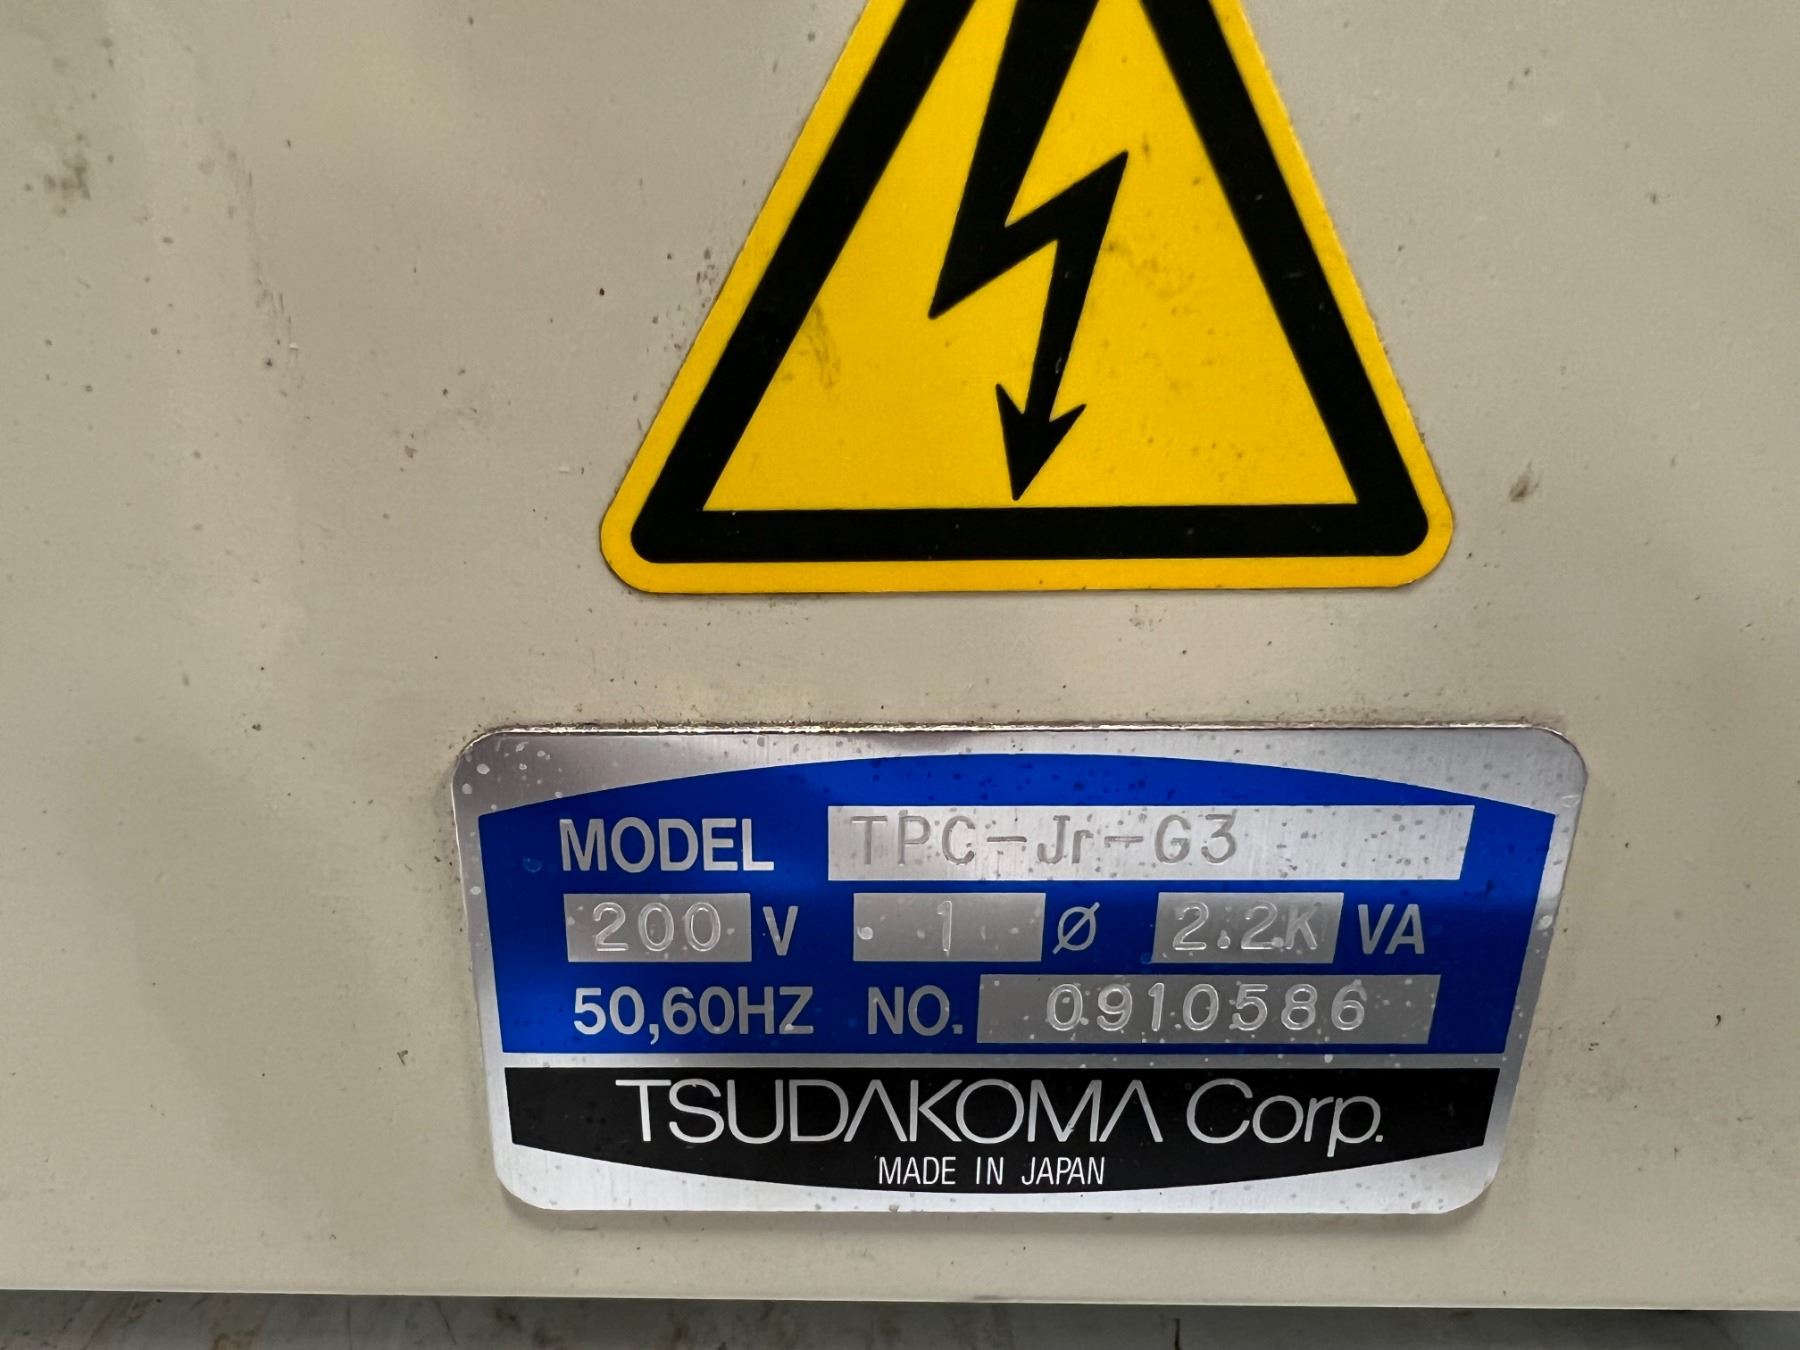 MODEL TPC-Jr-G3
200 V 1 Ø 2.2K VA
50,60HZ NO. 0910586
TSUDAKOMA Corp.
MADE IN JAPAN